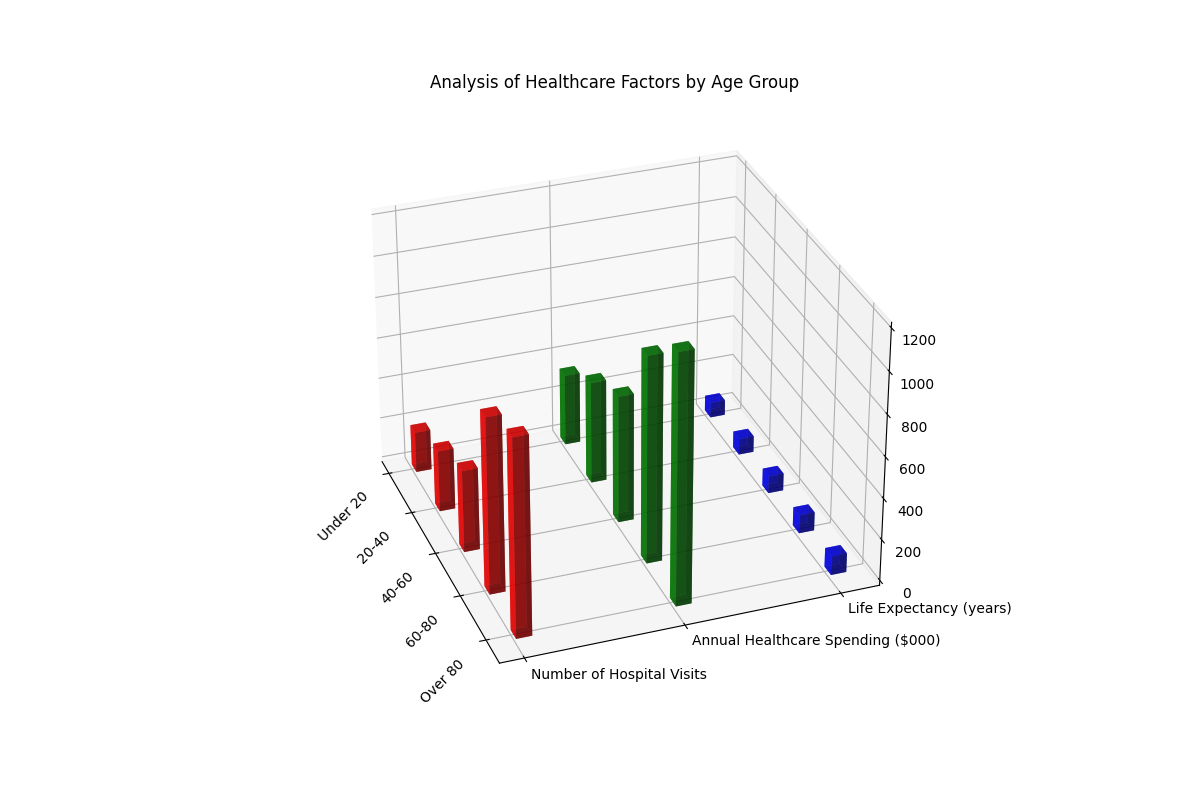 Analysis of Healthcare Factors by Age Group
1200
1000
800
600
400
200
0
Under 20
20-40
40-60
60-80
Over 80
Life Expectancy (years)
Annual Healthcare Spending ($000)
Number of Hospital Visits